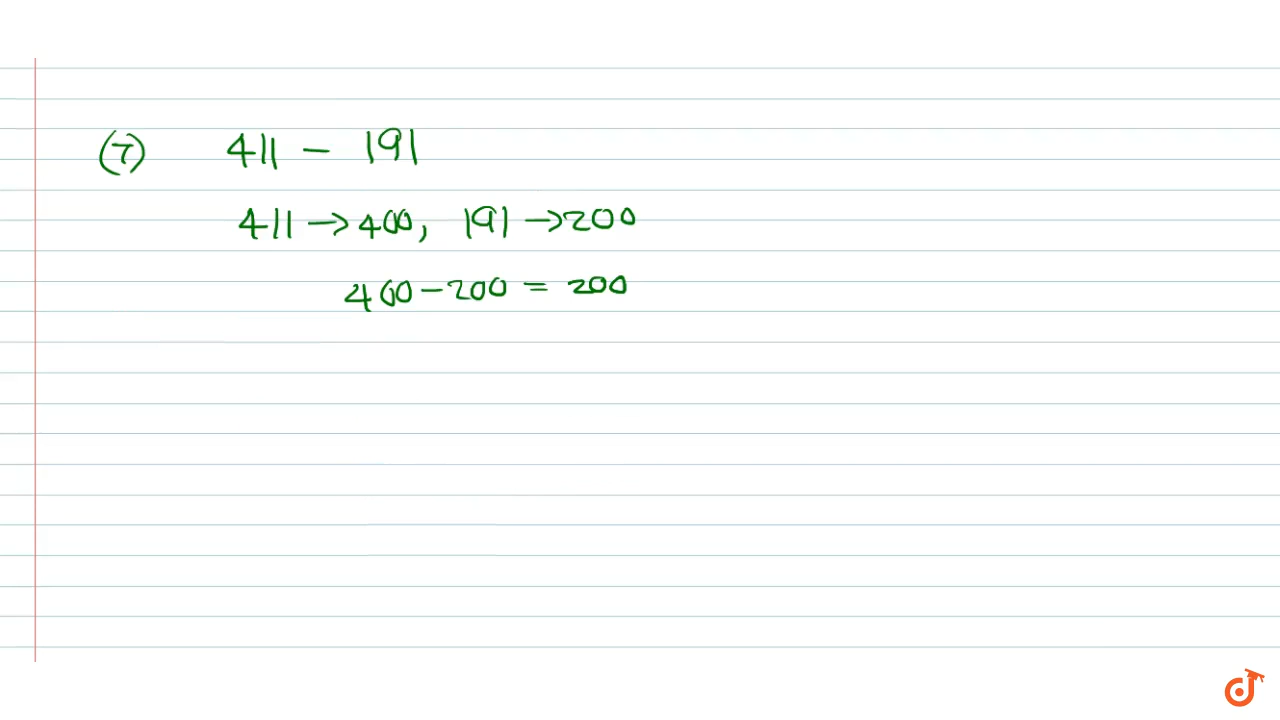 (7) 411 - 191
411 → 400, 191 → 200
400 - 200 = 200